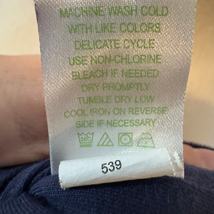 MACHINE WASH COLD
WITH LIKE COLORS
DELICATE CYCLE
USE NON-CHLORINE
BLEACH IF NEEDED
DRY PROMPTLY
TUMBLE DRY LOW
COOL IRON ON REVERSE
SIDE IF NECESSARY
539